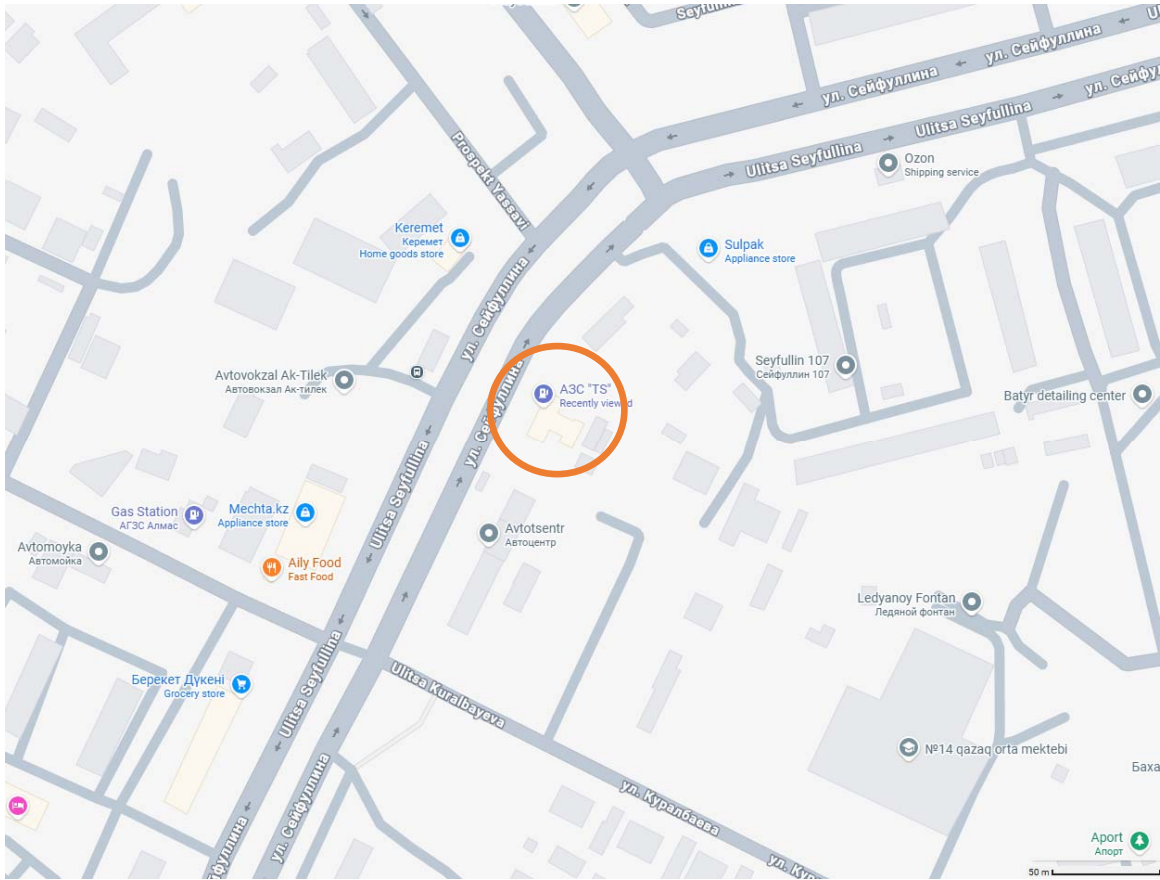 Seyfu
ул. Сейфуллина
ул. Сейфуллина
ул. Сейфу
Ulitsa Seyfullina
Ulitsa Seyfullina
Prospekt Yassavi
Ozon
Shipping service
Keremet
Керемет
Home goods store
Sulpak
Appliance store
ул. Сейфуллина
ул. Сейфуллина
Avtovokzal Ak-Tilek
Автовокзал Ак-тилек
АЗС "TS"
Recently viewed
Seyfullin 107
Сейфуллин 107
Batyr detailing center
Ulitsa Seyfullina
Gas Station
АГЗС Алмас
Mechta.kz
Appliance store
Avtotsentr
Автоцентр
Avtomoyka
Автомойка
Aily Food
Fast Food
Ledyanoy Fontan
Ледяной фонтан
Берекет Дүкені
Grocery store
Ulitsa Seyfullina
Ulitsa Kuralbayeva
№14 qazaq orta mektebi
Баха
ул. Куралбаева
ул. Сейфуллина
фуллина
ул. Кур
Aport
Апорт
50 m